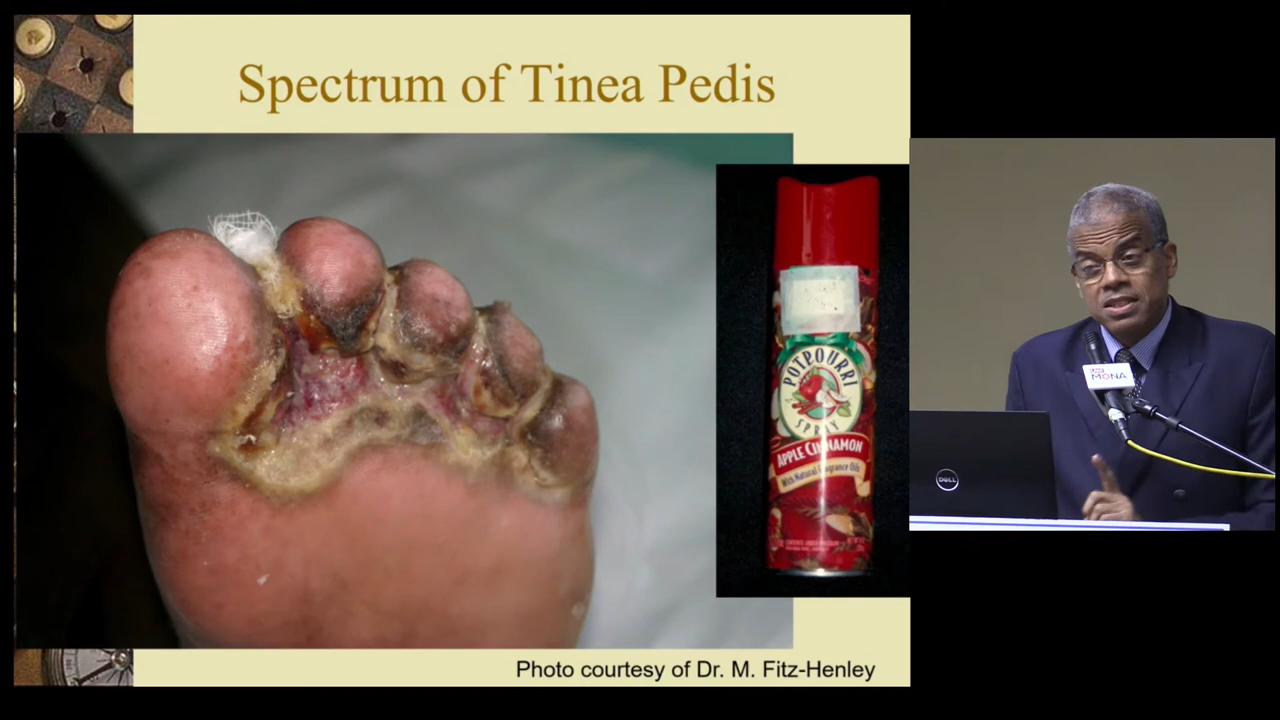 Spectrum of Tinea Pedis
POTPOURRI
SPRAY
APPLE CINNAMON
With Natural Fragrance Oils
Photo courtesy of Dr. M. Fitz-Henley
MONA
DELL